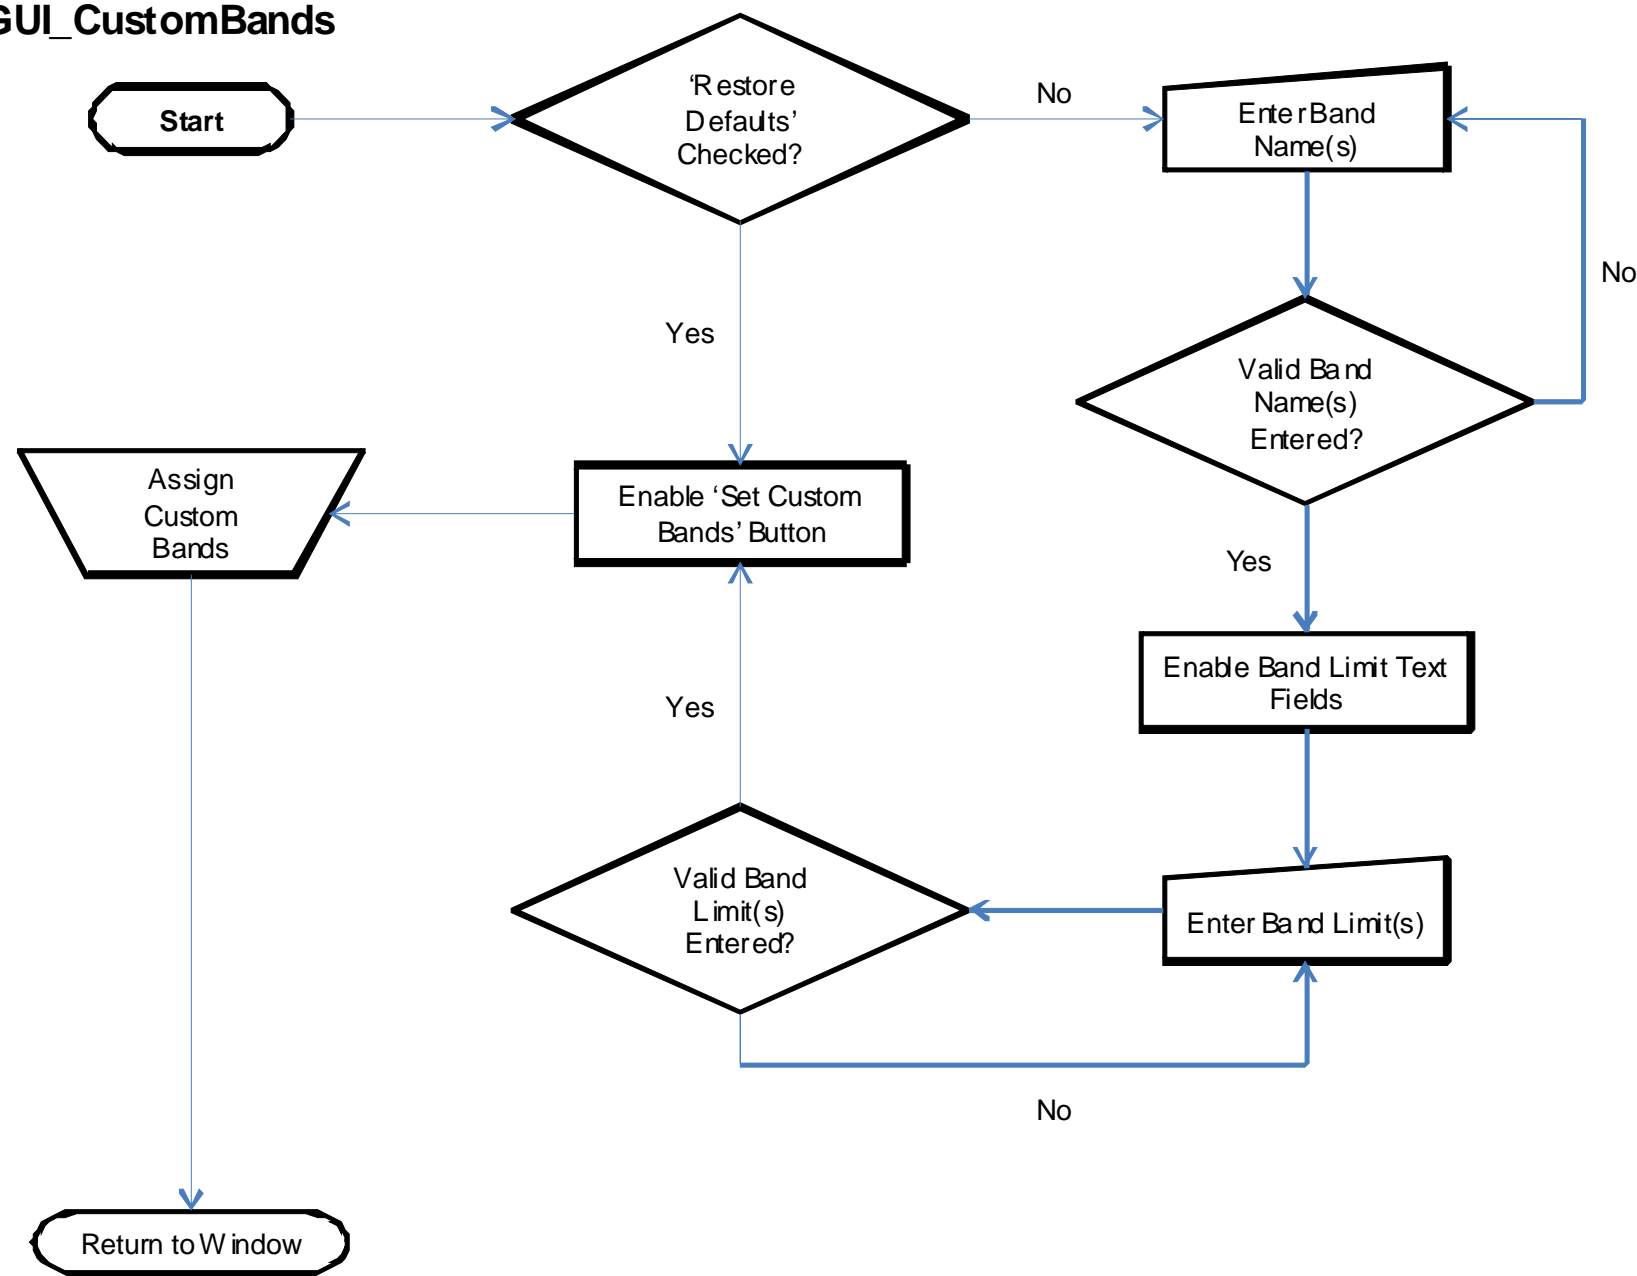 GUI_CustomBands
Start
‘Restore
Defaults’
Checked?
No
Enter Band
Name(s)
No
Yes
Valid Band
Name(s)
Entered?
Assign
Custom
Bands
Enable ‘Set Custom
Bands’ Button
Yes
Enable Band Limit Text
Fields
Yes
Valid Band
Limit(s)
Entered?
Enter Band Limit(s)
No
Return to Window